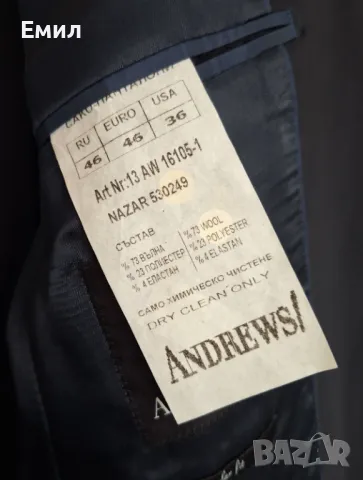 Емил
RU EURO USA
46 46 36
Art Nr:13 AW 16105-1
NAZAR 530249
СЪСТАВ
% 73 ВЪЛНА % 73 WOOL
% 23 ПОЛИЕСТЕР % 23 POLYESTER
% 4 ЕЛАСТАН % 4 ELASTAN
САМО ХИМИЧЕСКО ЧИСТЕНЕ
DRY CLEAN ONLY
ANDREWS/
A
BAZAR